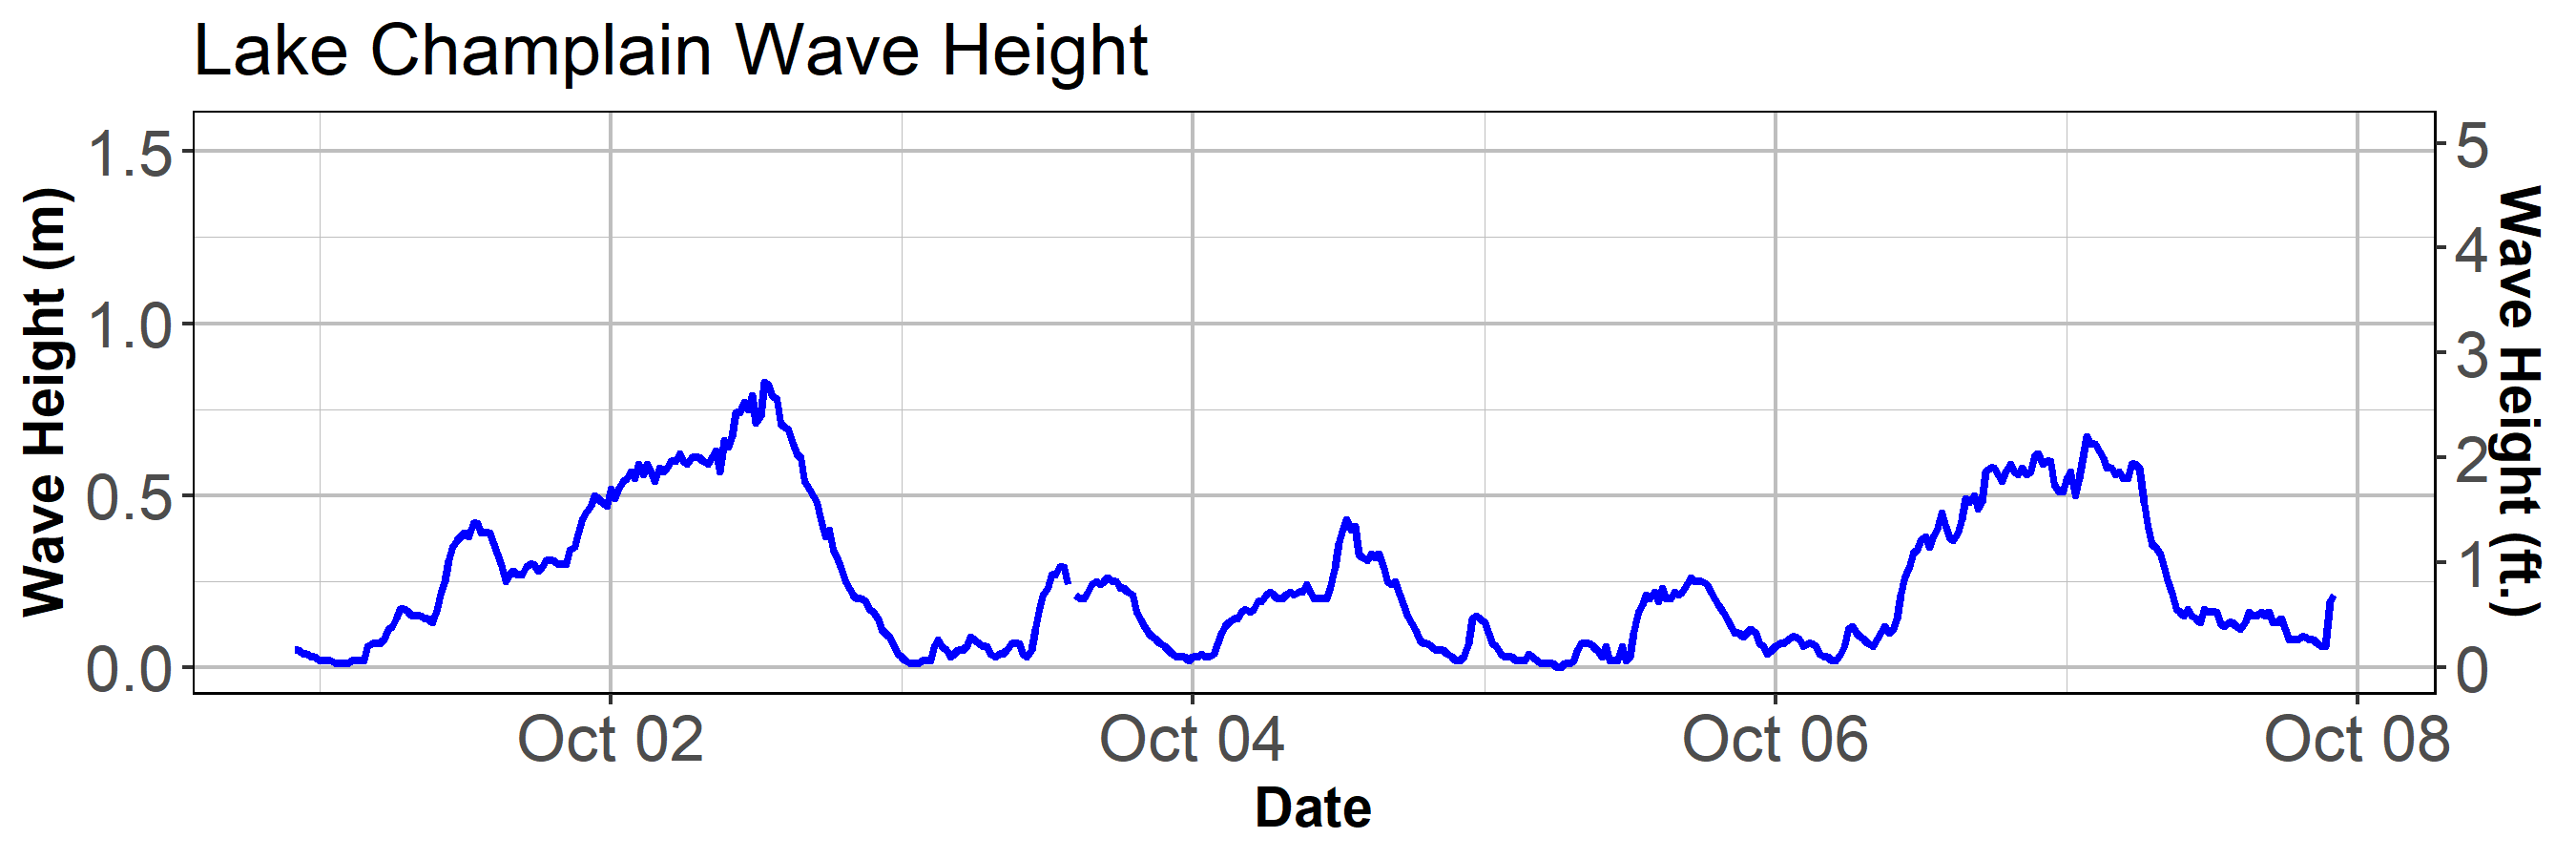 Lake Champlain Wave Height
1.5
1.0
0.5
0.0
Wave Height (m)
5
4
3
2
1
0
Wave Height (ft.)
Oct 02
Oct 04
Oct 06
Oct 08
Date